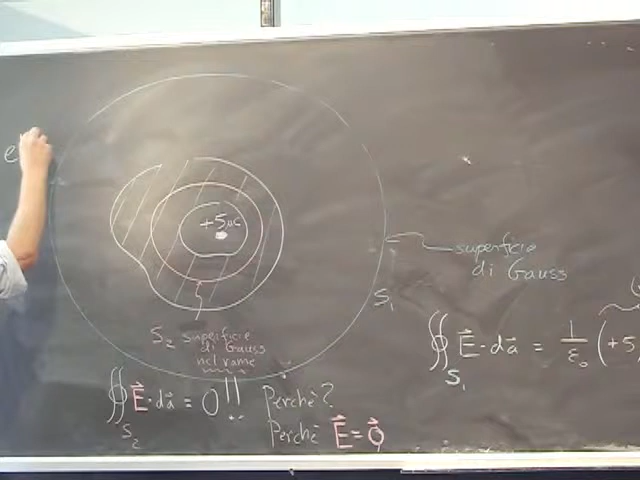 e
+5μC
superficie
di Gauss
S₁
S₂ superficie
di Gauss
nel rame
∯ E⃗ · da⃗ = 1/ε₀ (+5
S₁
∯ E⃗ · da⃗ = 0!! Perchè?
S₂
Perchè E⃗ = 0⃗